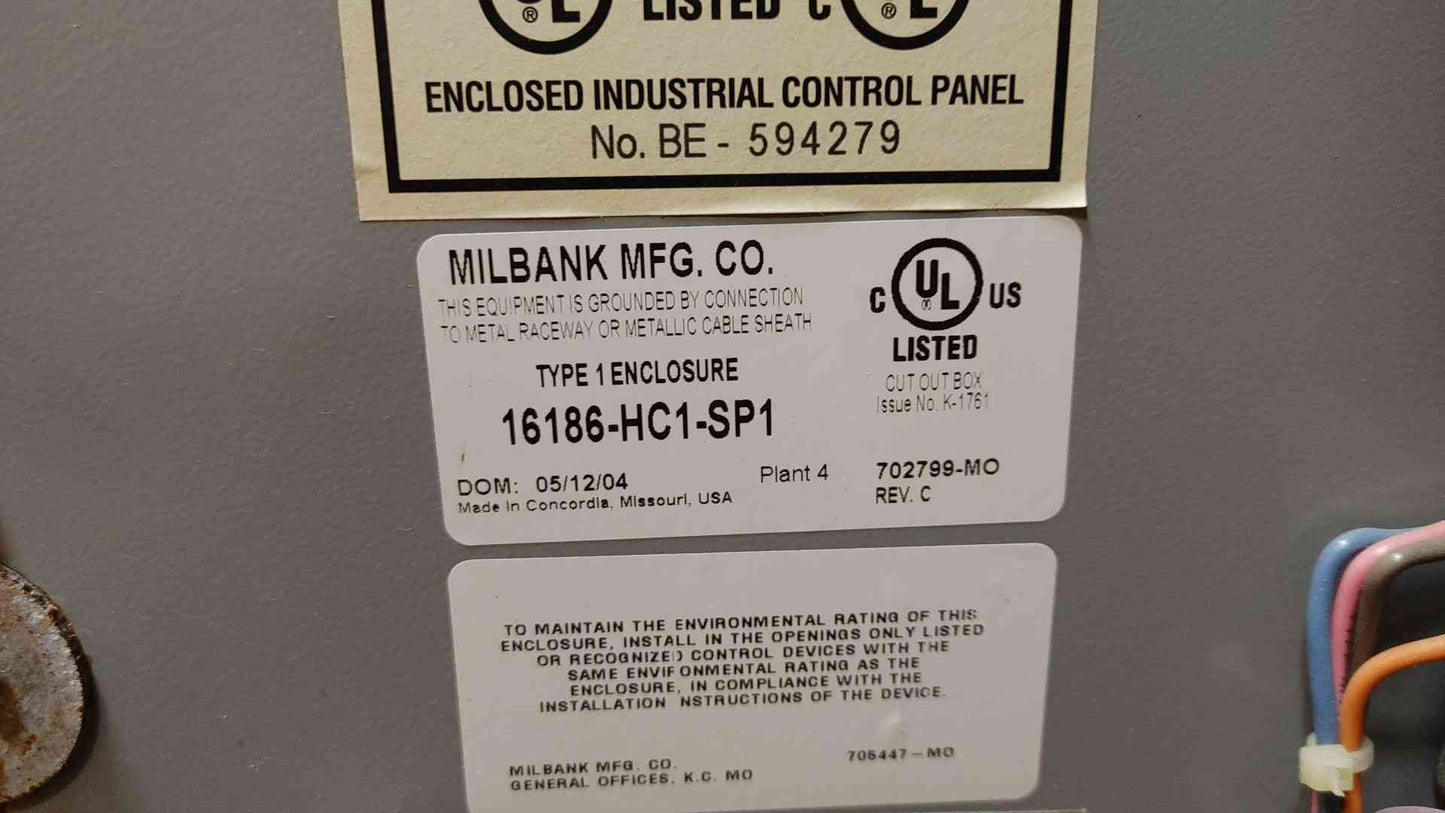 UL ® LISTED C UL ®
ENCLOSED INDUSTRIAL CONTROL PANEL
No. BE - 594279
MILBANK MFG. CO.
THIS EQUIPMENT IS GROUNDED BY CONNECTION
TO METAL RACEWAY OR METALLIC CABLE SHEATH
C UL US
LISTED
TYPE 1 ENCLOSURE
CUT OUT BOX
Issue No. K-1761
16186-HC1-SP1
DOM: 05/12/04
Plant 4
702799-MO
Made In Concordia, Missouri, USA
REV. C
TO MAINTAIN THE ENVIRONMENTAL RATING OF THIS
ENCLOSURE, INSTALL IN THE OPENINGS ONLY LISTED
OR RECOGNIZED CONTROL DEVICES WITH THE
SAME ENVIFONMENTAL RATING AS THE
ENCLOSURE, IN COMPLIANCE WITH THE
INSTALLATION NSTRUCTIONS OF THE DEVICE.
MILBANK MFG. CO.
705447-MO
GENERAL OFFICES, K.C. MO